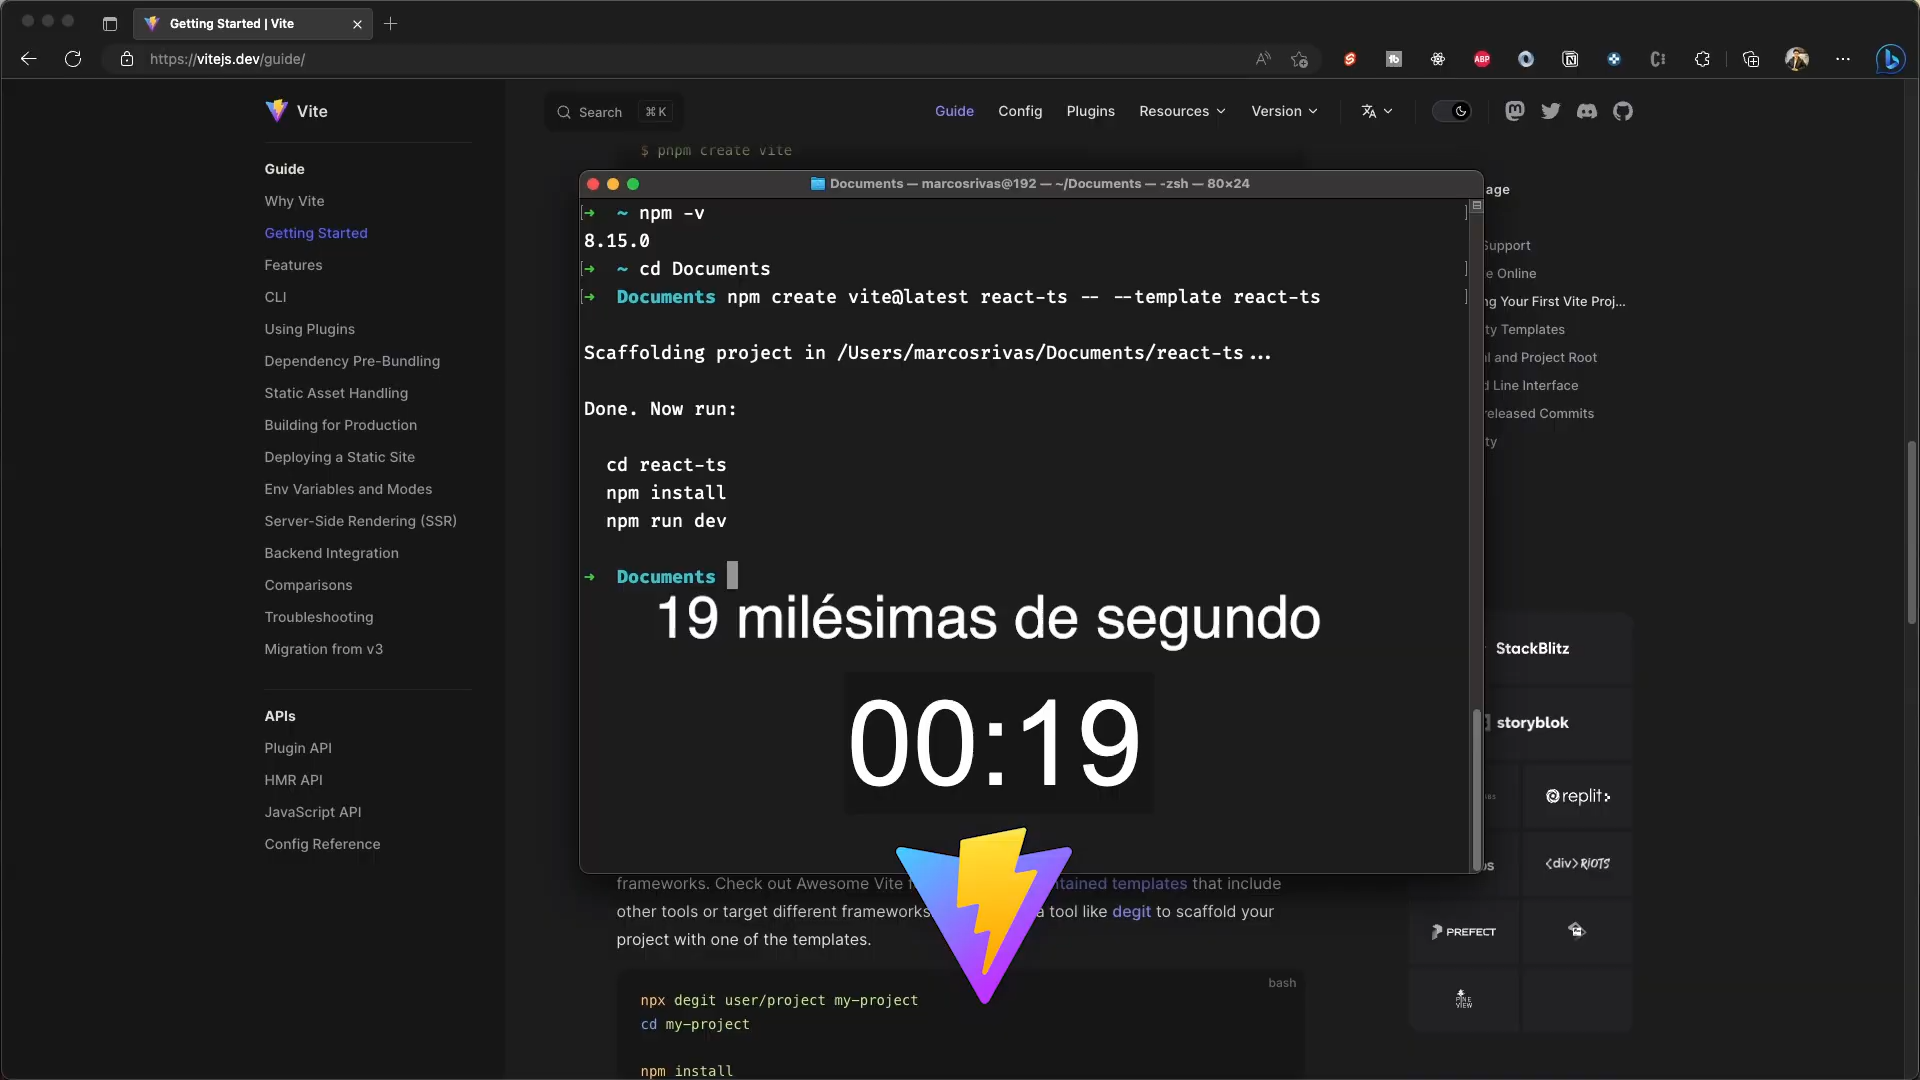 Getting Started | Vite
https://vitejs.dev/guide/
Vite
Search
⌘K
Guide
Config
Plugins
Resources
Version
$ pnpm create vite
Guide
Why Vite
Getting Started
Features
CLI
Using Plugins
Dependency Pre-Bundling
Static Asset Handling
Building for Production
Deploying a Static Site
Env Variables and Modes
Server-Side Rendering (SSR)
Backend Integration
Comparisons
Troubleshooting
Migration from v3
APIs
Plugin API
HMR API
JavaScript API
Config Reference
Documents — marcosrivas@192 — ~/Documents — -zsh — 80×24
[➜ ~ npm -v ]
8.15.0
[➜ ~ cd Documents ]
[➜ Documents npm create vite@latest react-ts -- --template react-ts ]
Scaffolding project in /Users/marcosrivas/Documents/react-ts...
Done. Now run:
cd react-ts
npm install
npm run dev
➜ Documents
19 milésimas de segundo
00:19
age
Support
e Online
ng Your First Vite Proj...
ty Templates
l and Project Root
d Line Interface
released Commits
ty
StackBlitz
storyblok
replit
<div>RIOTS
PREFECT
PINE VIEW
frameworks. Check out Awesome Vite f
ntained templates that include
other tools or target different frameworks.
a tool like degit to scaffold your
project with one of the templates.
bash
npx degit user/project my-project
cd my-project
npm install